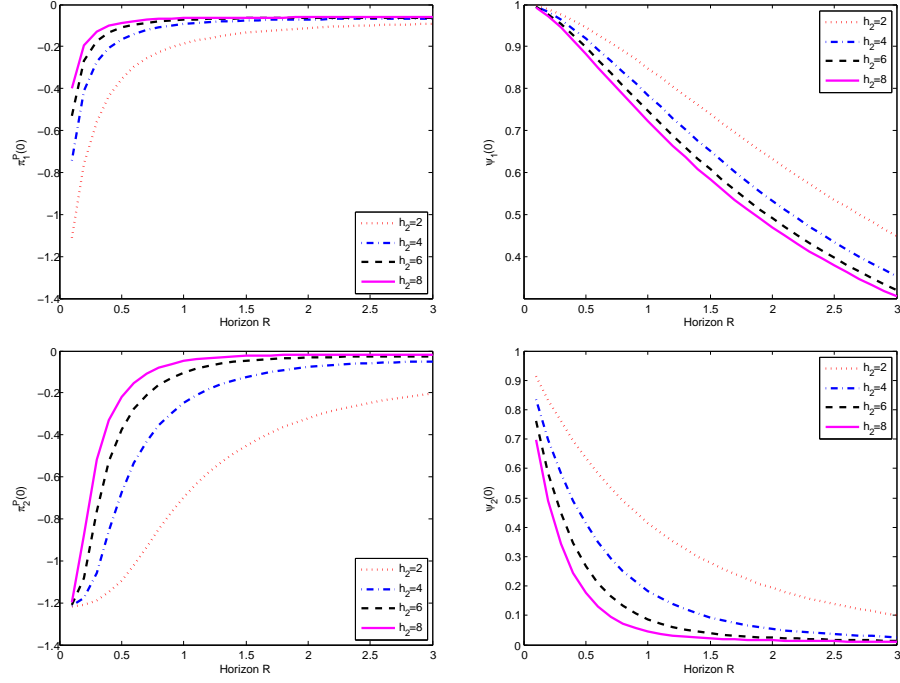 0
−0.2
−0.4
−0.6
−0.8
−1
−1.2
−1.4
π₁ᴾ(0)
0 0.5 1 1.5 2 2.5 3
Horizon R
h₂=2
h₂=4
h₂=6
h₂=8
1
0.9
0.8
0.7
0.6
0.5
0.4
ψ₁(0)
0 0.5 1 1.5 2 2.5 3
Horizon R
h₂=2
h₂=4
h₂=6
h₂=8
0
−0.2
−0.4
−0.6
−0.8
−1
−1.2
−1.4
π₂ᴾ(0)
0 0.5 1 1.5 2 2.5 3
Horizon R
h₂=2
h₂=4
h₂=6
h₂=8
1
0.9
0.8
0.7
0.6
0.5
0.4
0.3
0.2
0.1
0
ψ₂(0)
0 0.5 1 1.5 2 2.5 3
Horizon R
h₂=2
h₂=4
h₂=6
h₂=8